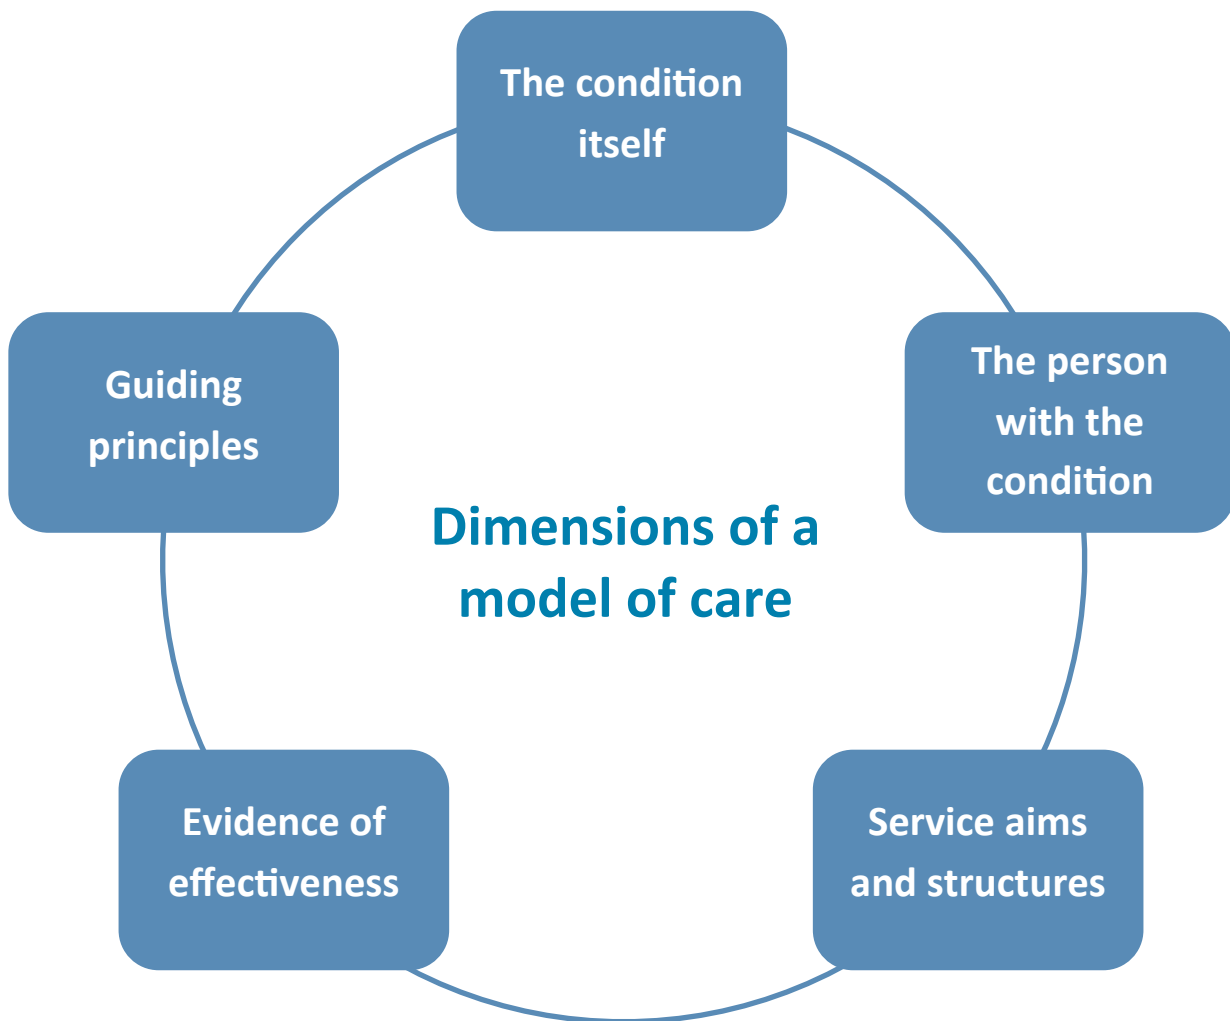 The condition
itself
The person
with the
condition
Service aims
and structures
Evidence of
effectiveness
Guiding
principles
Dimensions of a
model of care